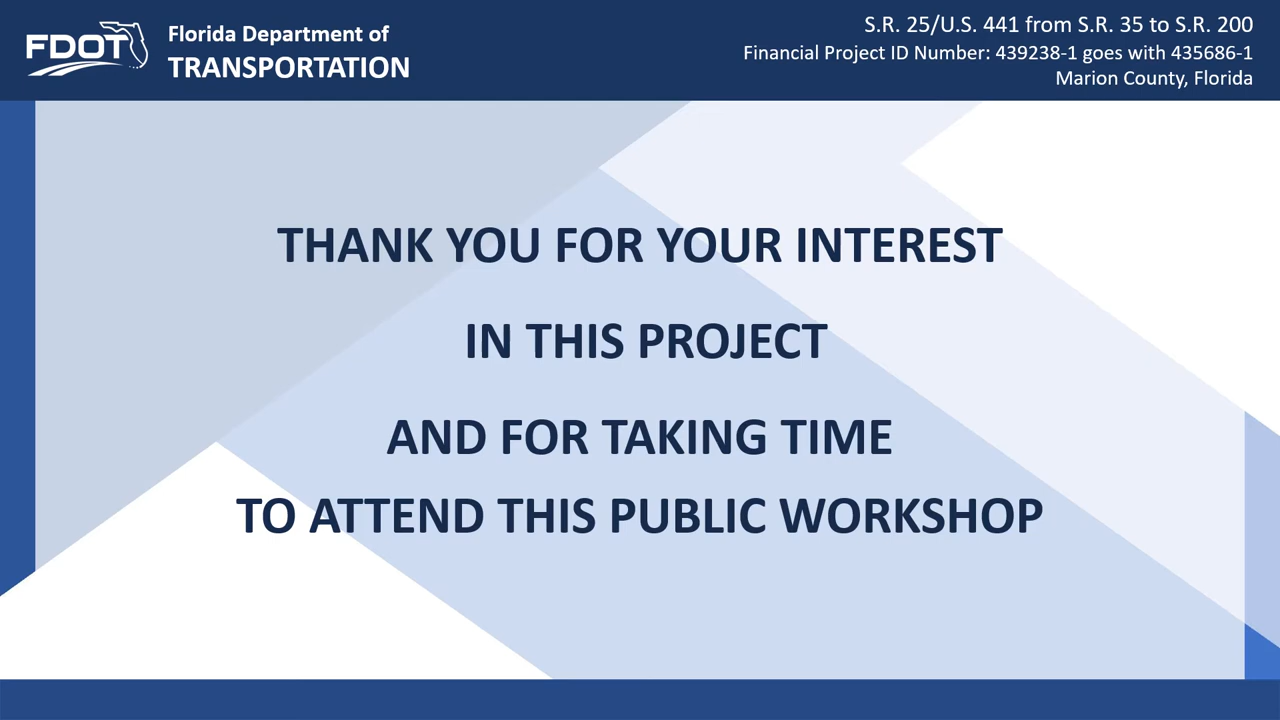 FDOT
Florida Department of
TRANSPORTATION
S.R. 25/U.S. 441 from S.R. 35 to S.R. 200
Financial Project ID Number: 439238-1 goes with 435686-1
Marion County, Florida
THANK YOU FOR YOUR INTEREST
IN THIS PROJECT
AND FOR TAKING TIME
TO ATTEND THIS PUBLIC WORKSHOP